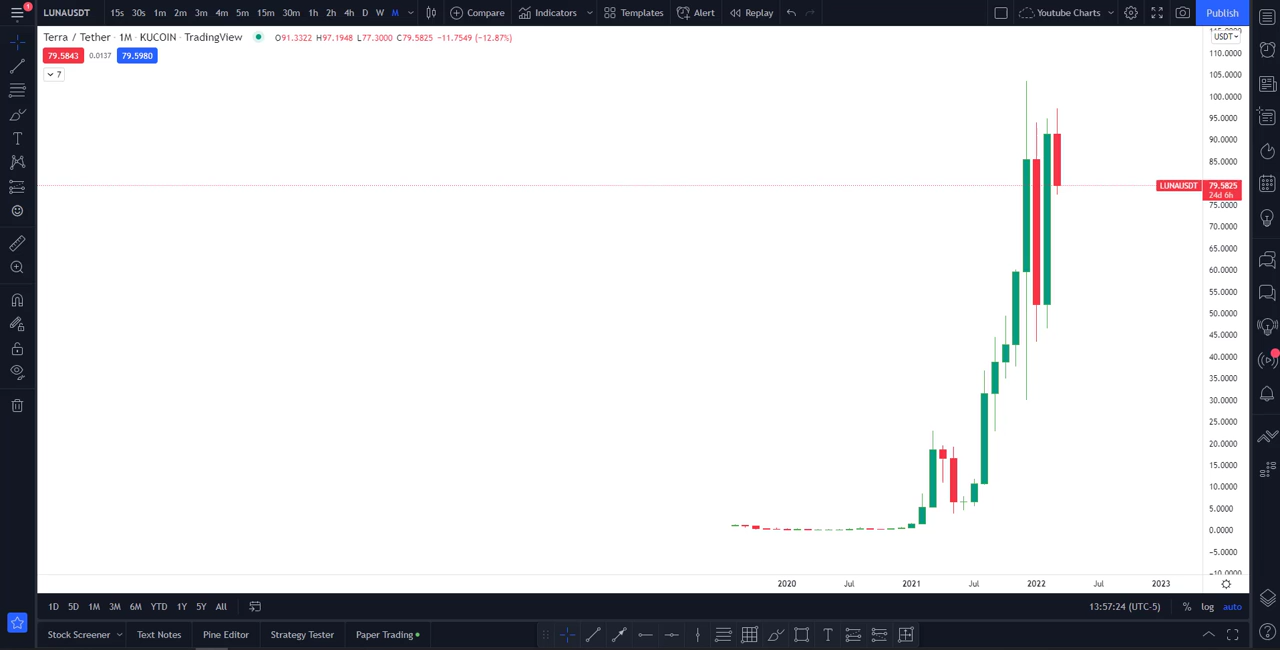 LUNAUSDT 15s 30s 1m 2m 3m 4m 5m 15m 30m 1h 2h 4h D W M Compare Indicators Templates Alert Replay Youtube Charts Publish
Terra / Tether · 1M · KUCOIN · TradingView O91.3322 H97.1948 L77.3000 C79.5825 −11.7549 (−12.87%)
79.5843 0.0137 79.5980
7
USDT
110.0000
105.0000
100.0000
95.0000
90.0000
85.0000
LUNAUSDT 79.5825
24d 6h
75.0000
70.0000
65.0000
60.0000
55.0000
50.0000
45.0000
40.0000
35.0000
30.0000
25.0000
20.0000
15.0000
10.0000
5.0000
0.0000
−5.0000
−10.0000
2020 Jul 2021 Jul 2022 Jul 2023
1D 5D 1M 3M 6M YTD 1Y 5Y All 13:57:24 (UTC-5) % log auto
Stock Screener Text Notes Pine Editor Strategy Tester Paper Trading